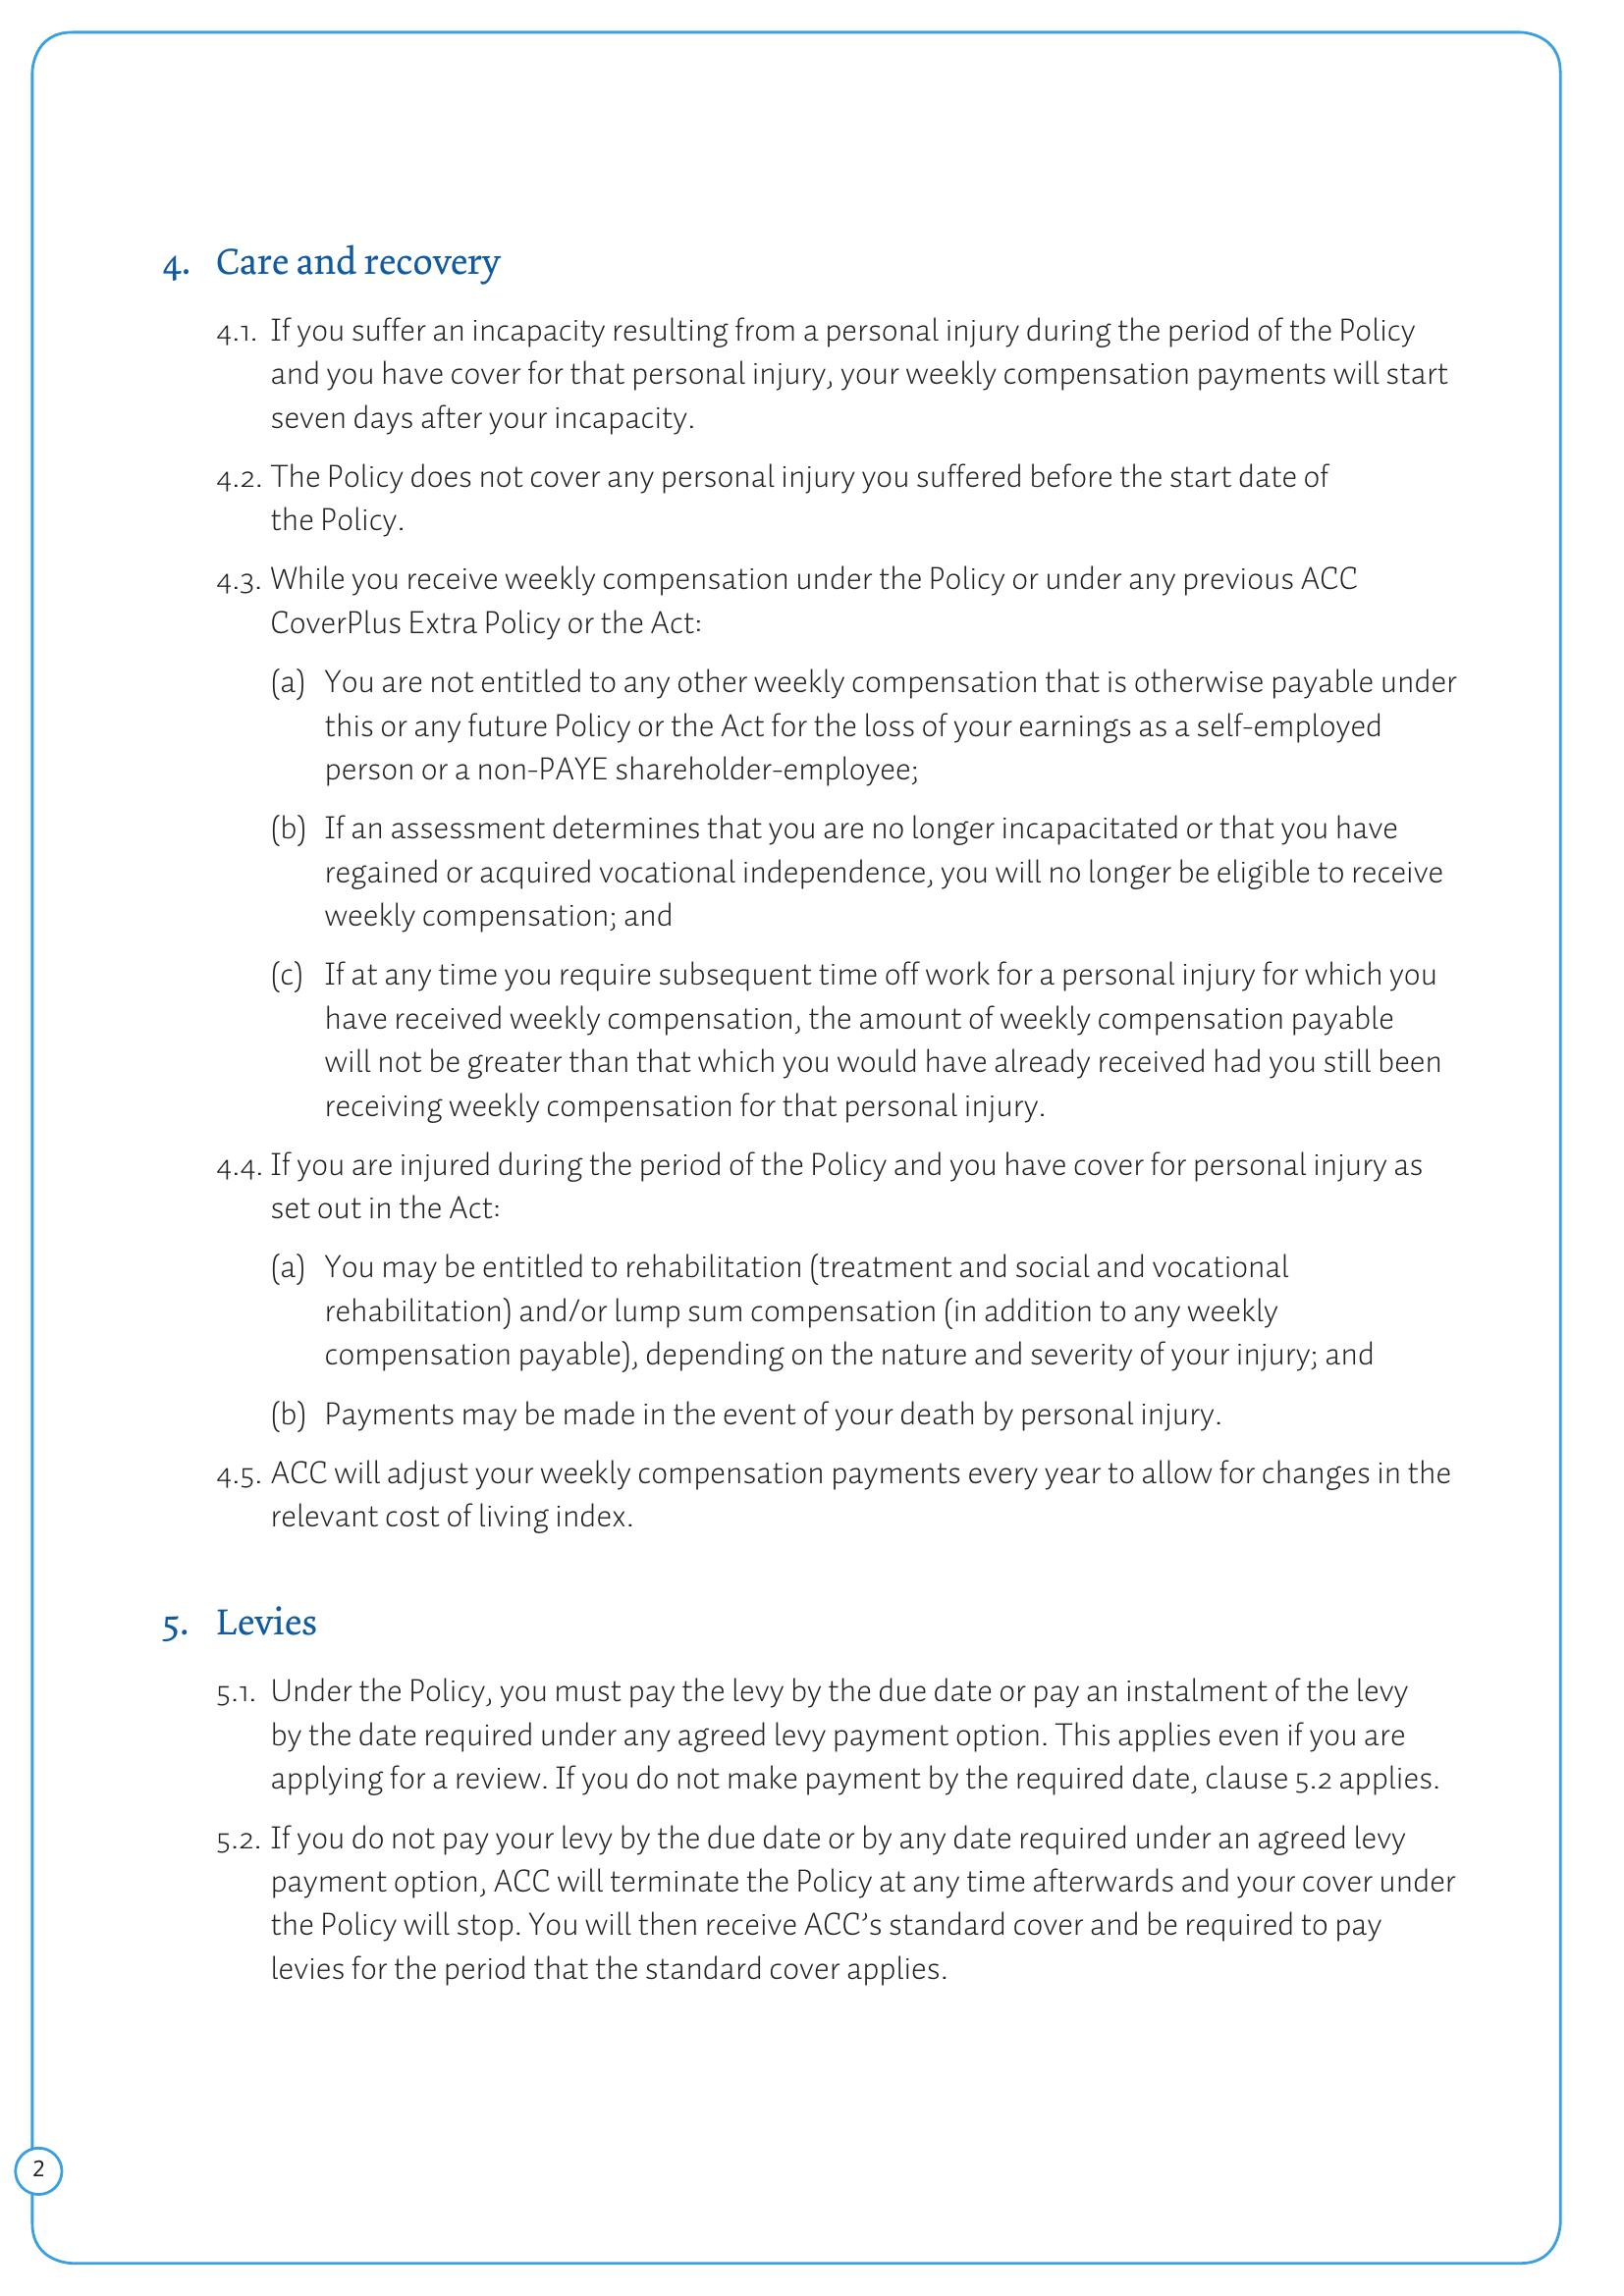 4. Care and recovery
4.1. If you suffer an incapacity resulting from a personal injury during the period of the Policy
and you have cover for that personal injury, your weekly compensation payments will start
seven days after your incapacity.
4.2. The Policy does not cover any personal injury you suffered before the start date of
the Policy.
4.3. While you receive weekly compensation under the Policy or under any previous ACC
CoverPlus Extra Policy or the Act:
(a) You are not entitled to any other weekly compensation that is otherwise payable under
this or any future Policy or the Act for the loss of your earnings as a self-employed
person or a non-PAYE shareholder-employee;
(b) If an assessment determines that you are no longer incapacitated or that you have
regained or acquired vocational independence, you will no longer be eligible to receive
weekly compensation; and
(c) If at any time you require subsequent time off work for a personal injury for which you
have received weekly compensation, the amount of weekly compensation payable
will not be greater than that which you would have already received had you still been
receiving weekly compensation for that personal injury.
4.4. If you are injured during the period of the Policy and you have cover for personal injury as
set out in the Act:
(a) You may be entitled to rehabilitation (treatment and social and vocational
rehabilitation) and/or lump sum compensation (in addition to any weekly
compensation payable), depending on the nature and severity of your injury; and
(b) Payments may be made in the event of your death by personal injury.
4.5. ACC will adjust your weekly compensation payments every year to allow for changes in the
relevant cost of living index.
5. Levies
5.1. Under the Policy, you must pay the levy by the due date or pay an instalment of the levy
by the date required under any agreed levy payment option. This applies even if you are
applying for a review. If you do not make payment by the required date, clause 5.2 applies.
5.2. If you do not pay your levy by the due date or by any date required under an agreed levy
payment option, ACC will terminate the Policy at any time afterwards and your cover under
the Policy will stop. You will then receive ACC’s standard cover and be required to pay
levies for the period that the standard cover applies.
2